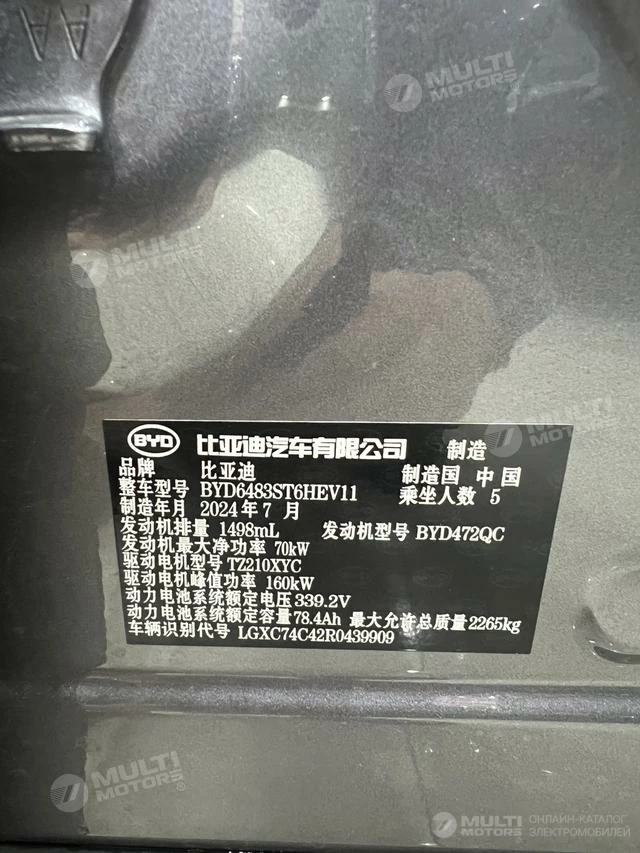 AA
MULTI
MOTORS®
MULTI
MOTORS®
MULTI
MOTORS
BYD 比亚迪汽车有限公司 制造
品牌 比亚迪 制造国 中国
整车型号 BYD6483ST6HEV11 乘坐人数 5
制造年月 2024年7月
发动机排量 1498mL 发动机型号 BYD472QC
发动机最大净功率 70kW
驱动电机型号 TZ210XYC
驱动电机峰值功率 160kW
动力电池系统额定电压 339.2V
动力电池系统额定容量 78.4Ah 最大允许总质量 2265kg
车辆识别代号 LGXC74C42R0439909
MULTI
MOTORS®
MULTI
MOTORS
ОНЛАЙН-КАТАЛОГ
ЭЛЕКТРОМОБИЛЕЙ